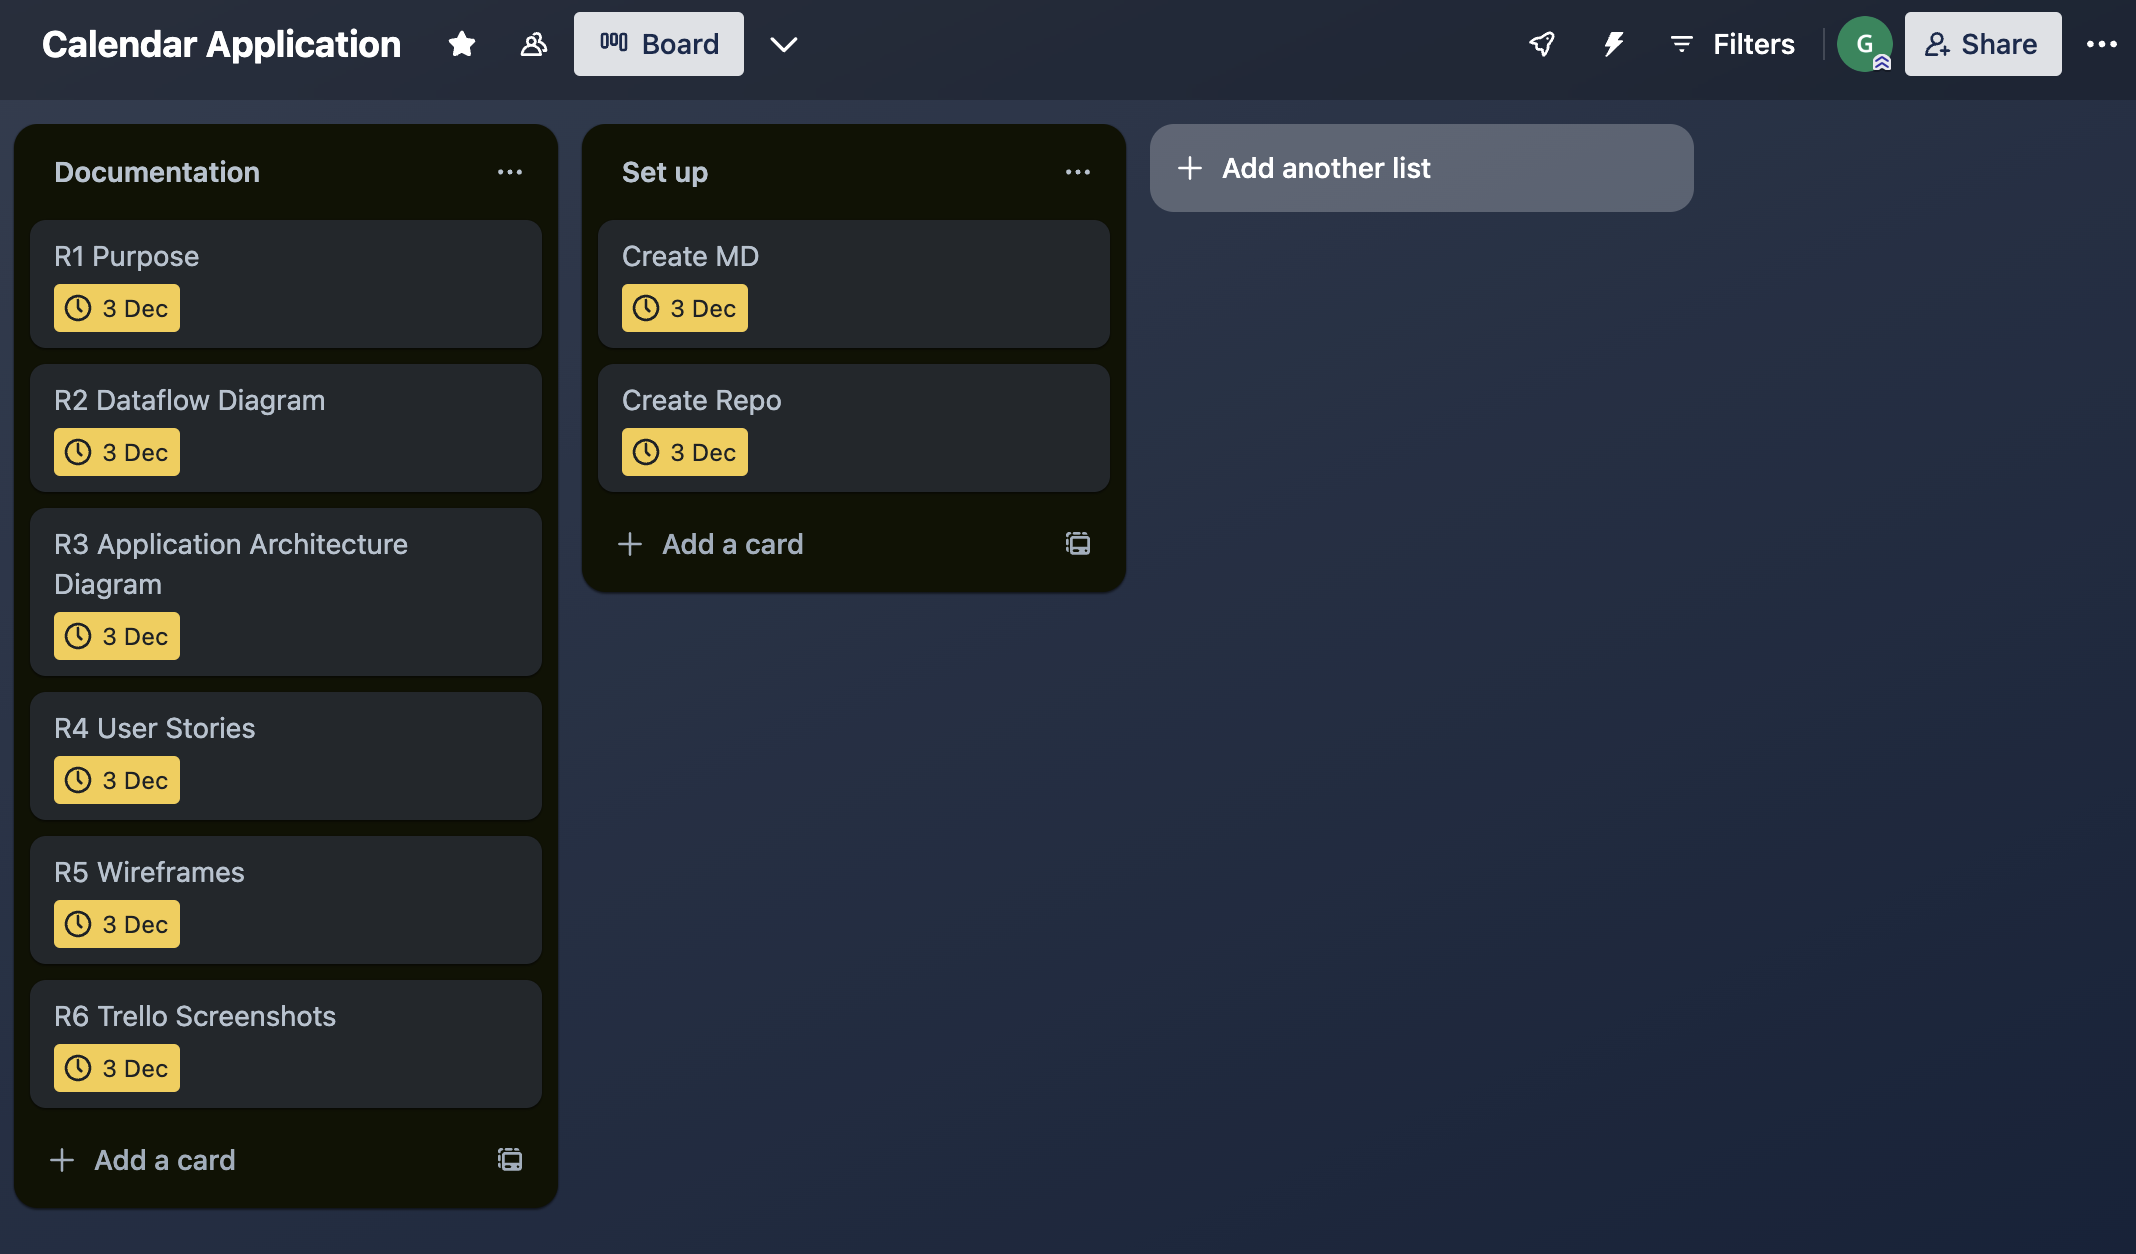 Calendar Application
Board
Filters
G
Share
Documentation
R1 Purpose
3 Dec
R2 Dataflow Diagram
3 Dec
R3 Application Architecture
Diagram
3 Dec
R4 User Stories
3 Dec
R5 Wireframes
3 Dec
R6 Trello Screenshots
3 Dec
Add a card
Set up
Create MD
3 Dec
Create Repo
3 Dec
Add a card
Add another list